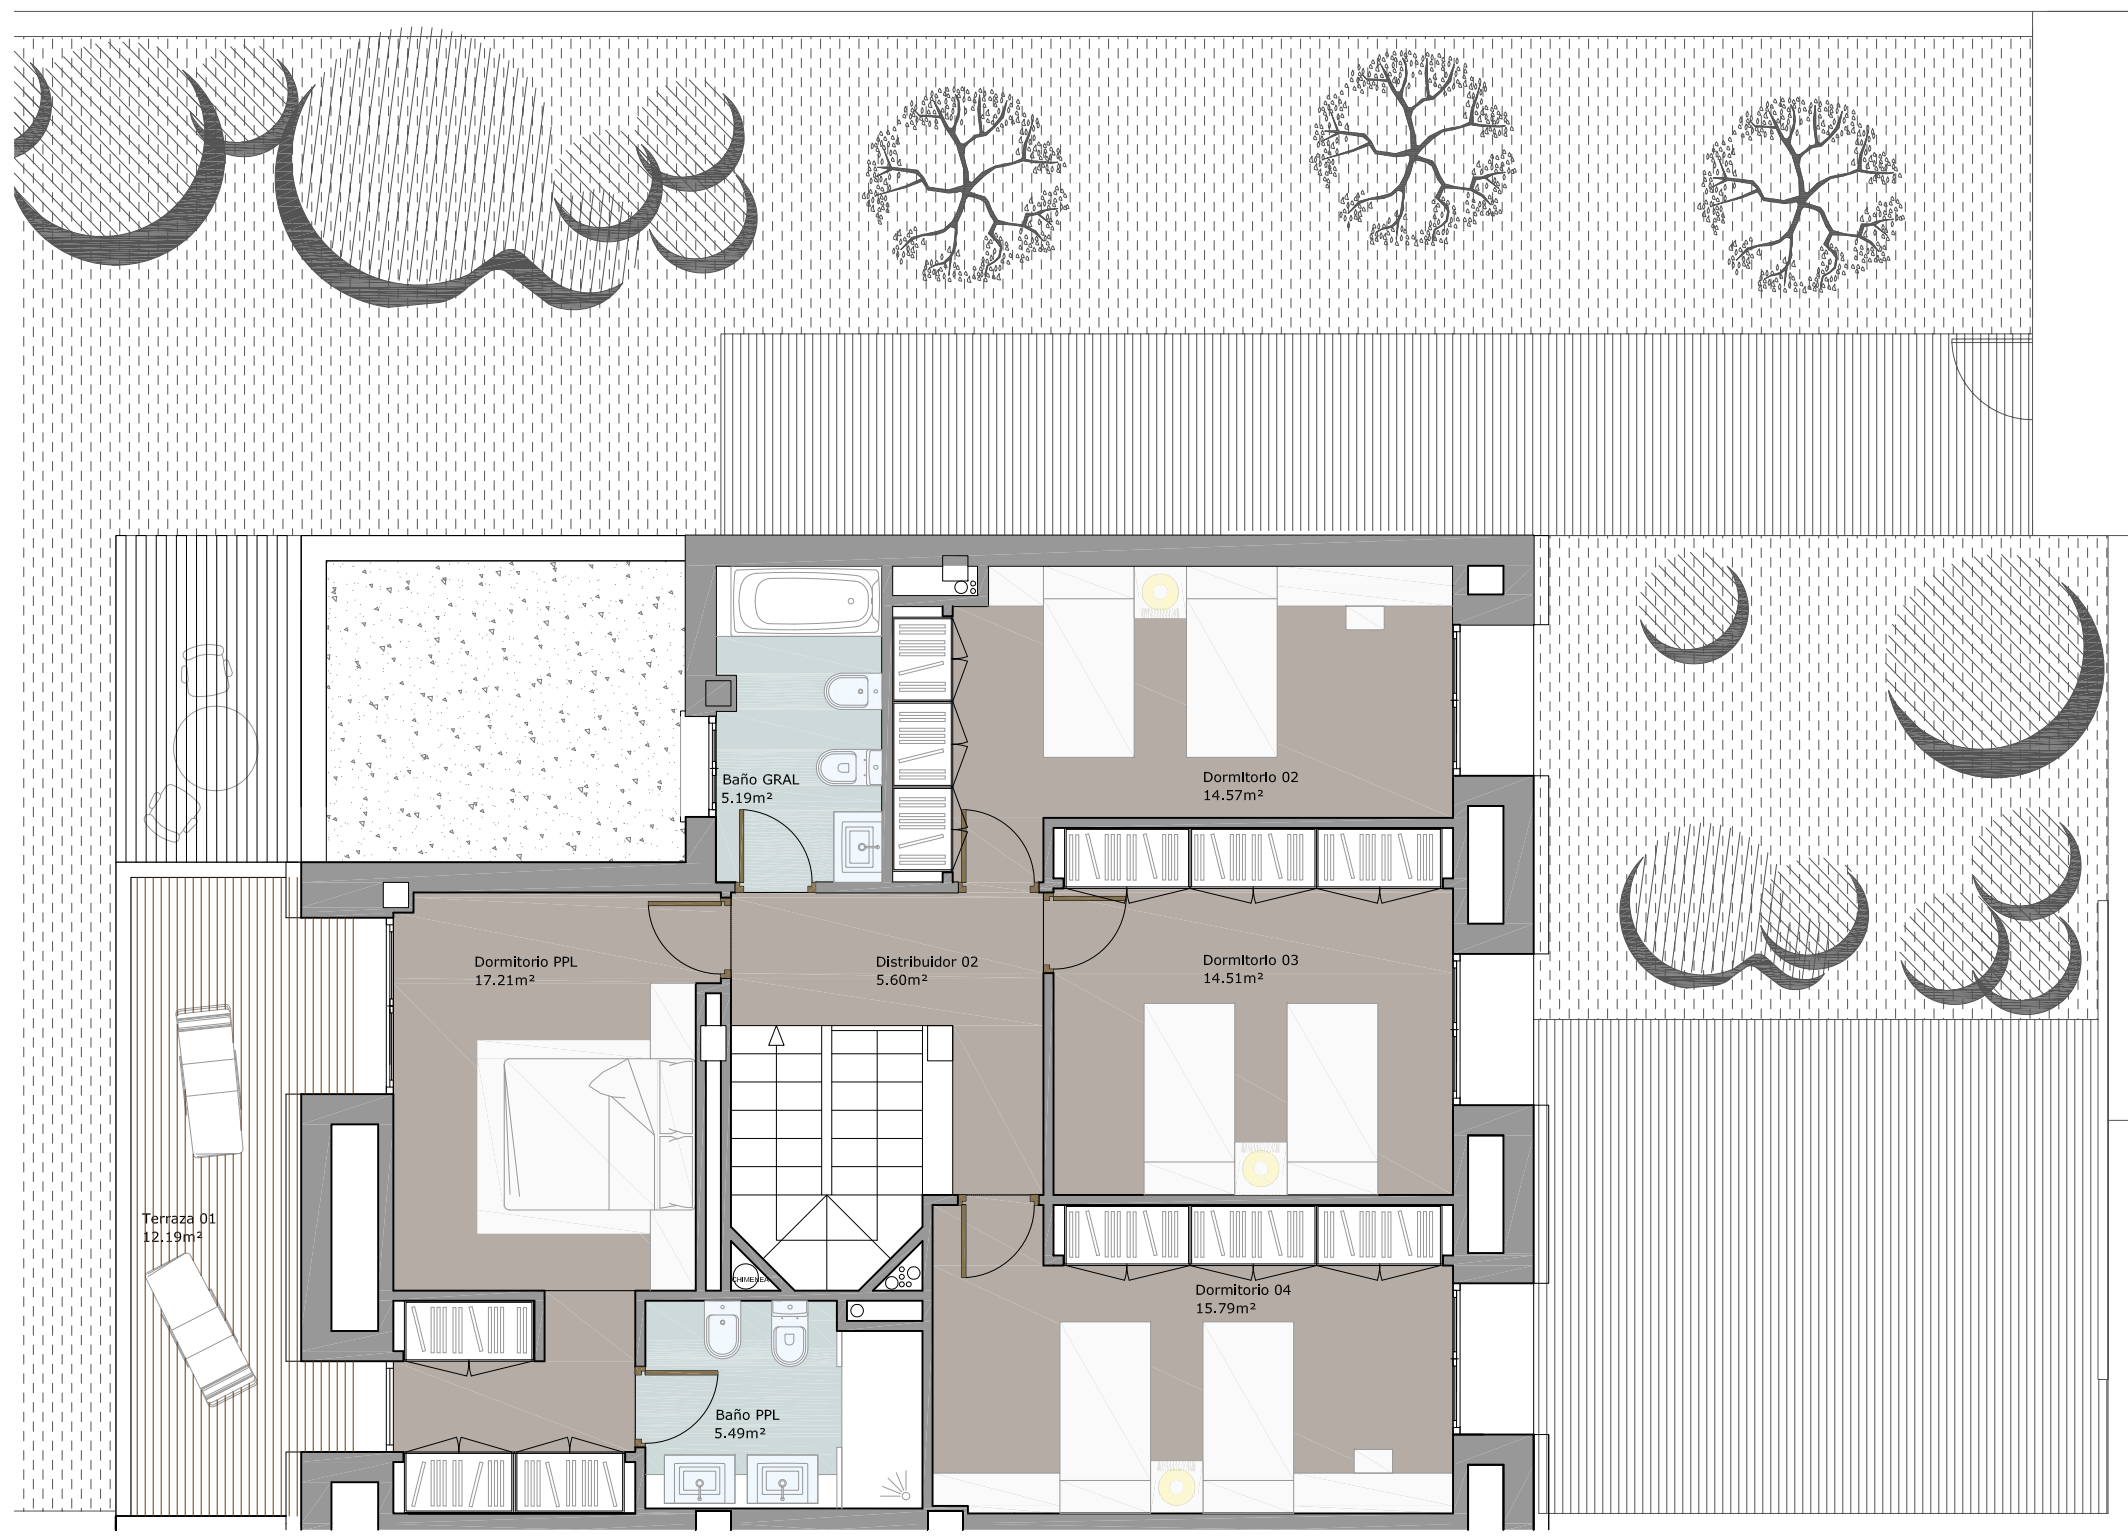 Baño GRAL
5.19m²
Dormitorio 02
14.57m²
Dormitorio PPL
17.21m²
Distribuidor 02
5.60m²
Dormitorio 03
14.51m²
Terraza 01
12.19m²
CHIMENEA
Dormitorio 04
15.79m²
Baño PPL
5.49m²